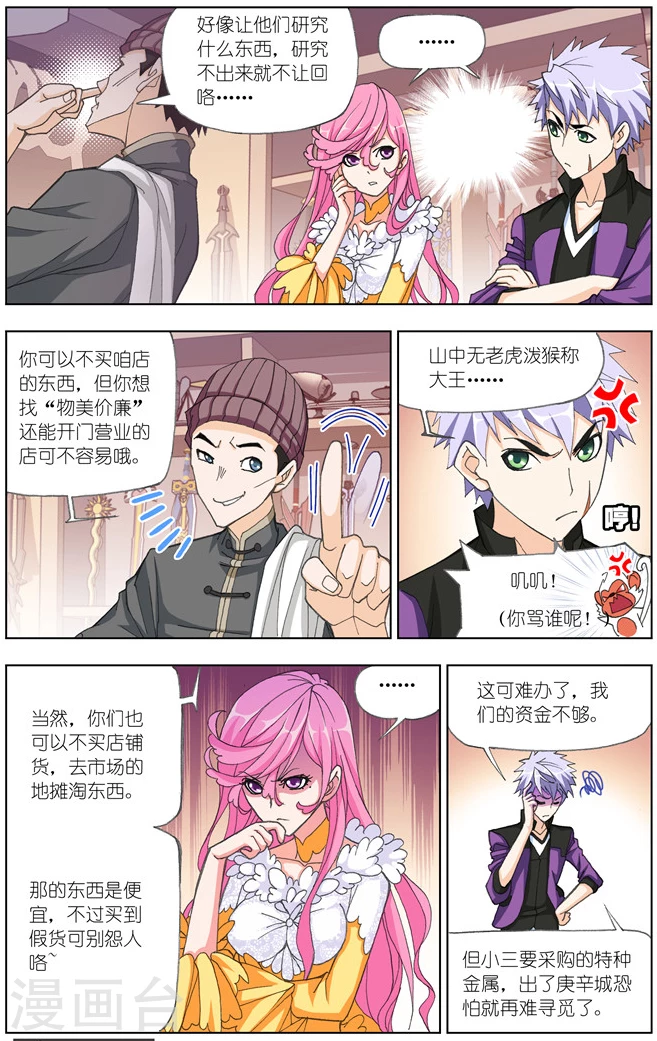 好像让他们研究
什么东西，研究
不出来就不让回
咯……
……
你可以不买咱店
的东西，但你想
找“物美价廉”
还能开门营业的
店可不容易哦。
山中无老虎泼猴称
大王……
哼！
叽叽！
（你骂谁呢！
当然，你们也
可以不买店铺
货，去市场的
地摊淘东西。
那的东西是便
宜，不过买到
假货可别怨人
咯~
……
这可难办了，我
们的资金不够。
但小三要采购的特种
金属，出了庚辛城恐
怕就再难寻觅了。
漫画台